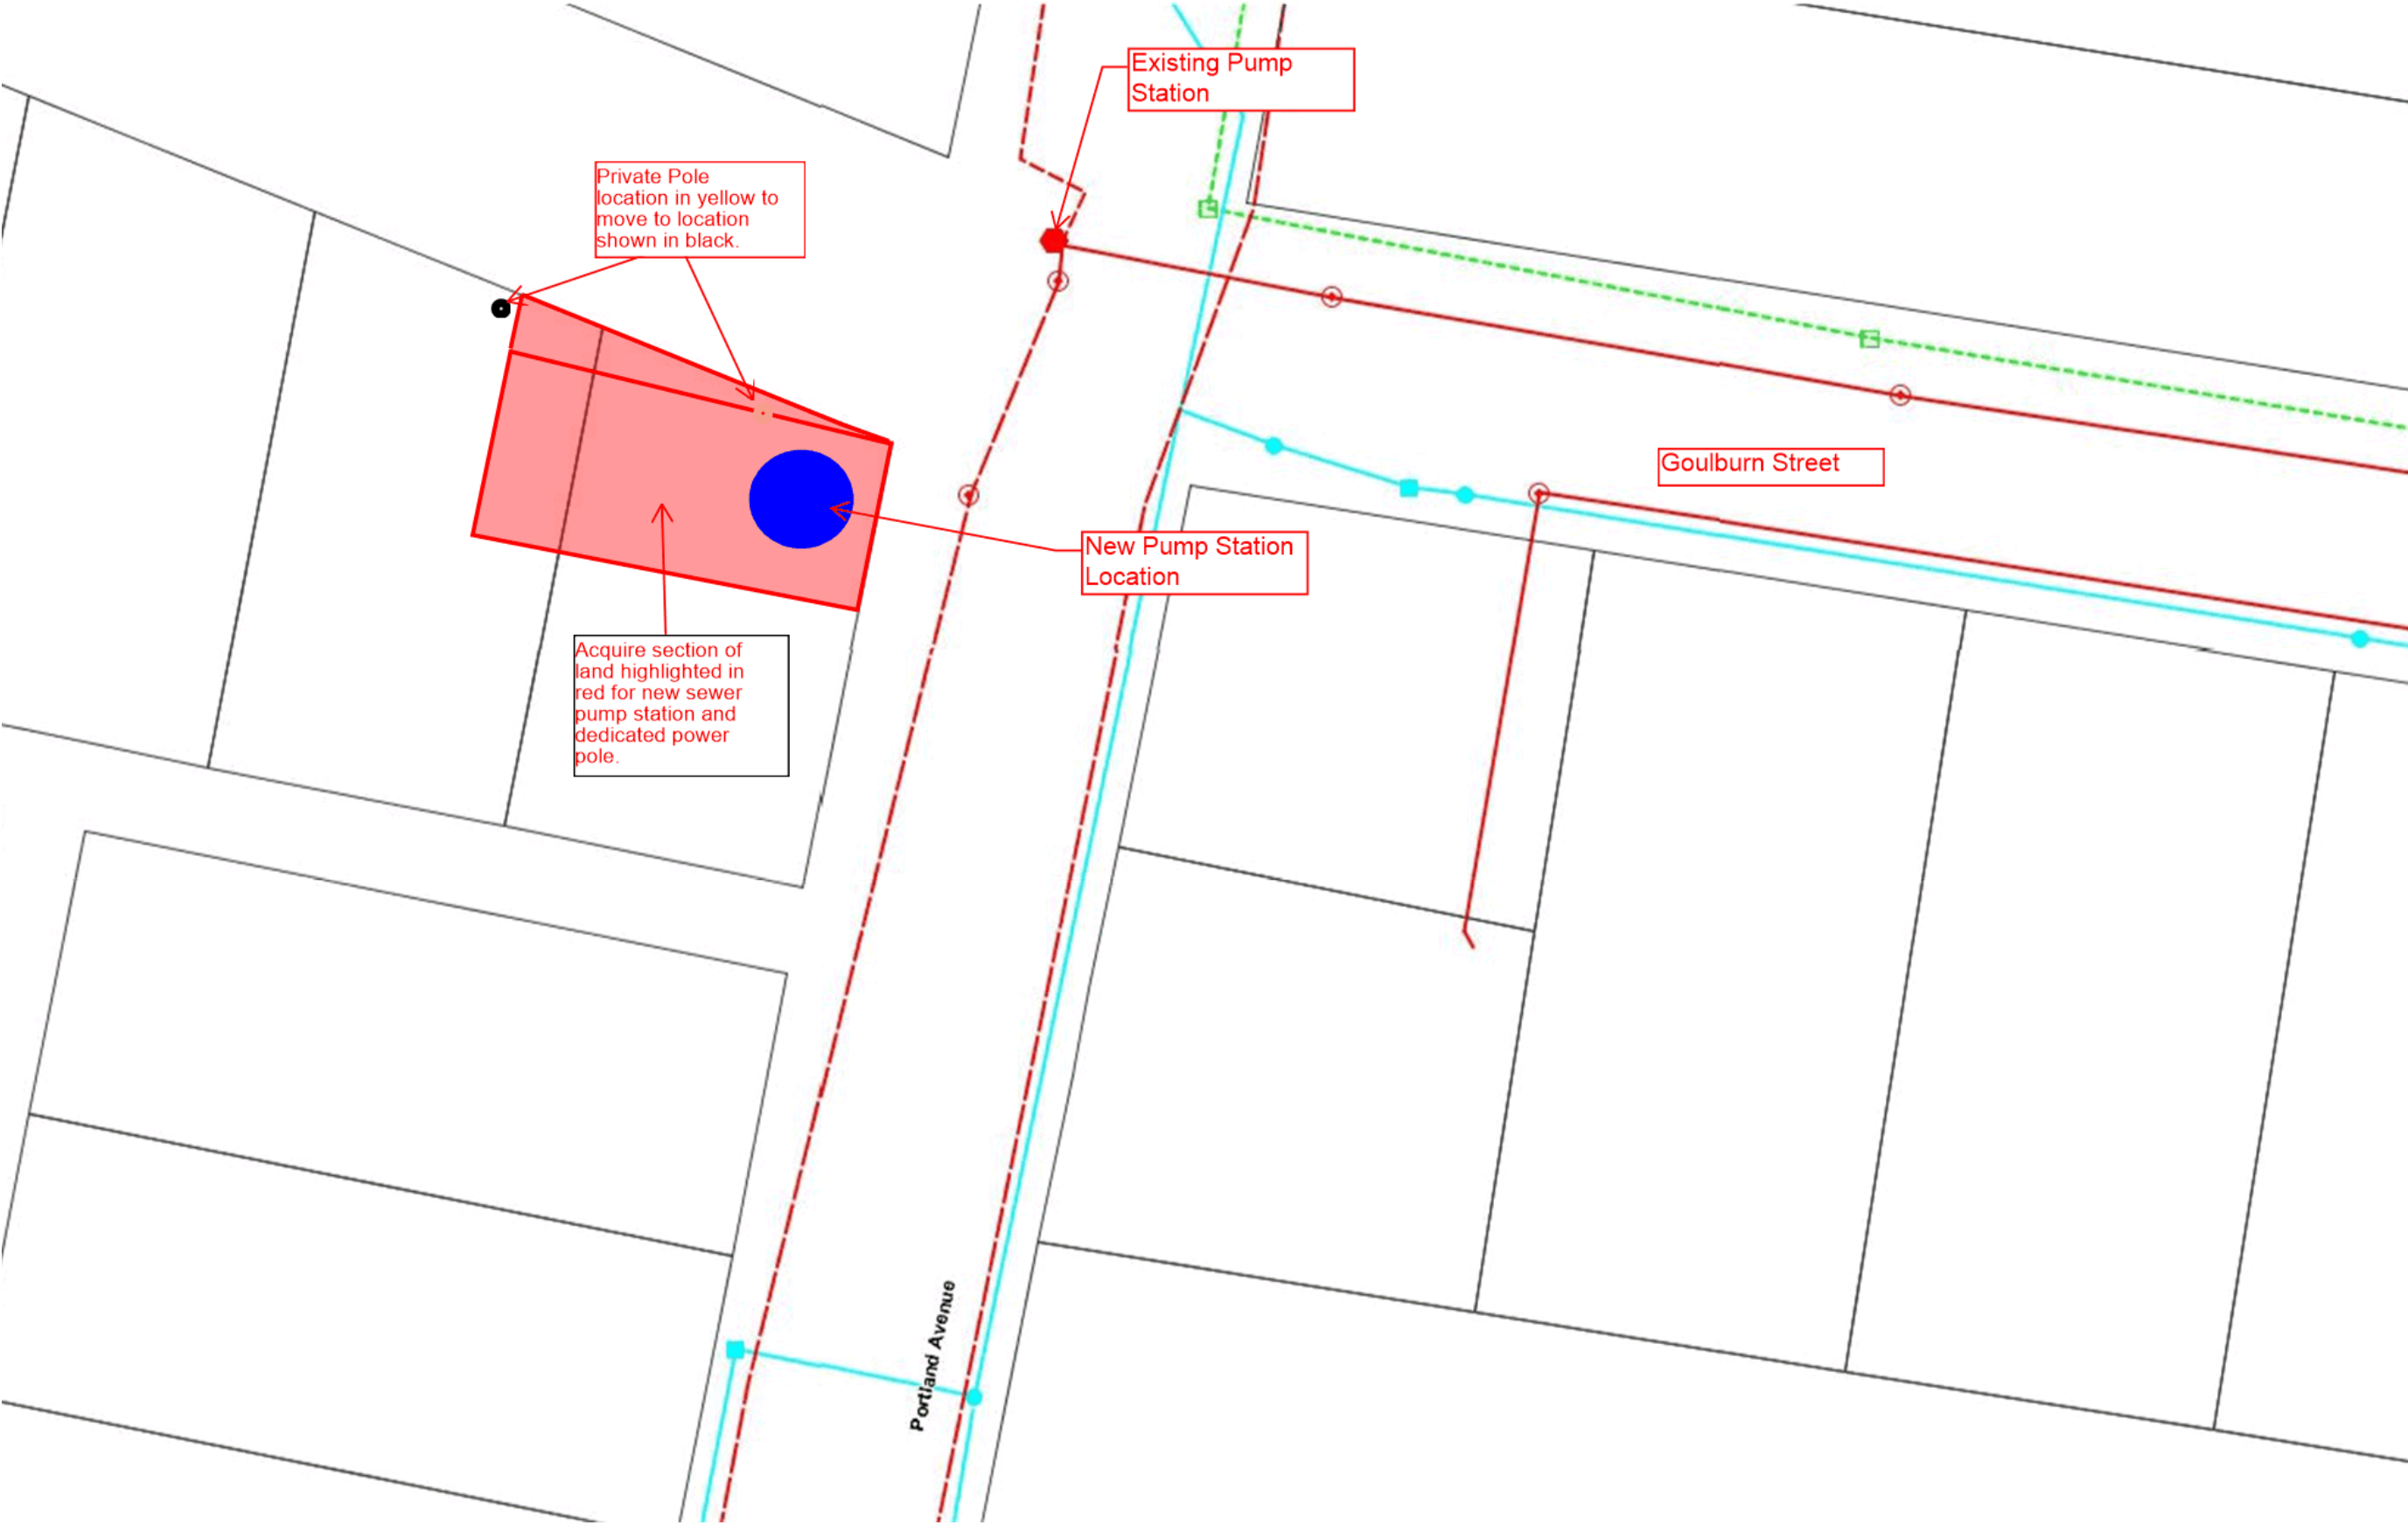 Existing Pump
Station
Private Pole
location in yellow to
move to location
shown in black.
Goulburn Street
New Pump Station
Location
Acquire section of
land highlighted in
red for new sewer
pump station and
dedicated power
pole.
Portland Avenue